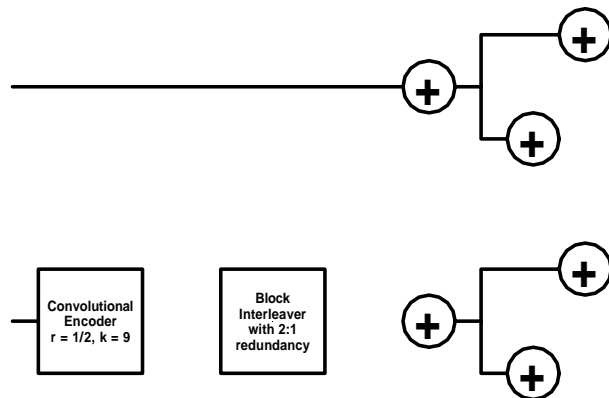 +
+
+
Convolutional
Encoder
r = 1/2, k = 9
Block
Interleaver
with 2:1
redundancy
+
+
+